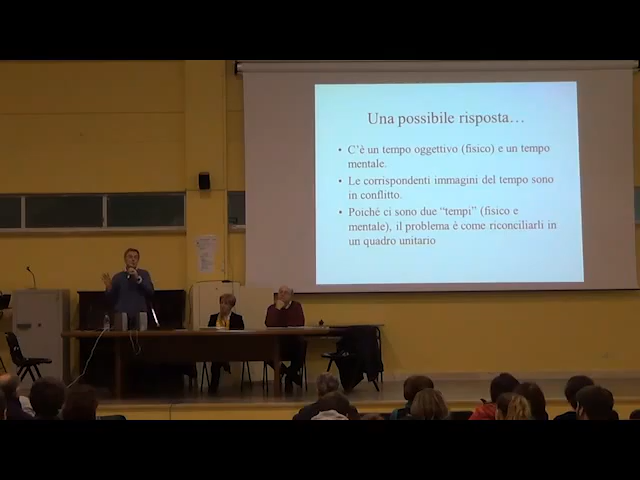 Una possibile risposta…
• C'è un tempo oggettivo (fisico) e un tempo
mentale.
• Le corrispondenti immagini del tempo sono
in conflitto.
• Poiché ci sono due “tempi” (fisico e
mentale), il problema è come riconciliarli in
un quadro unitario